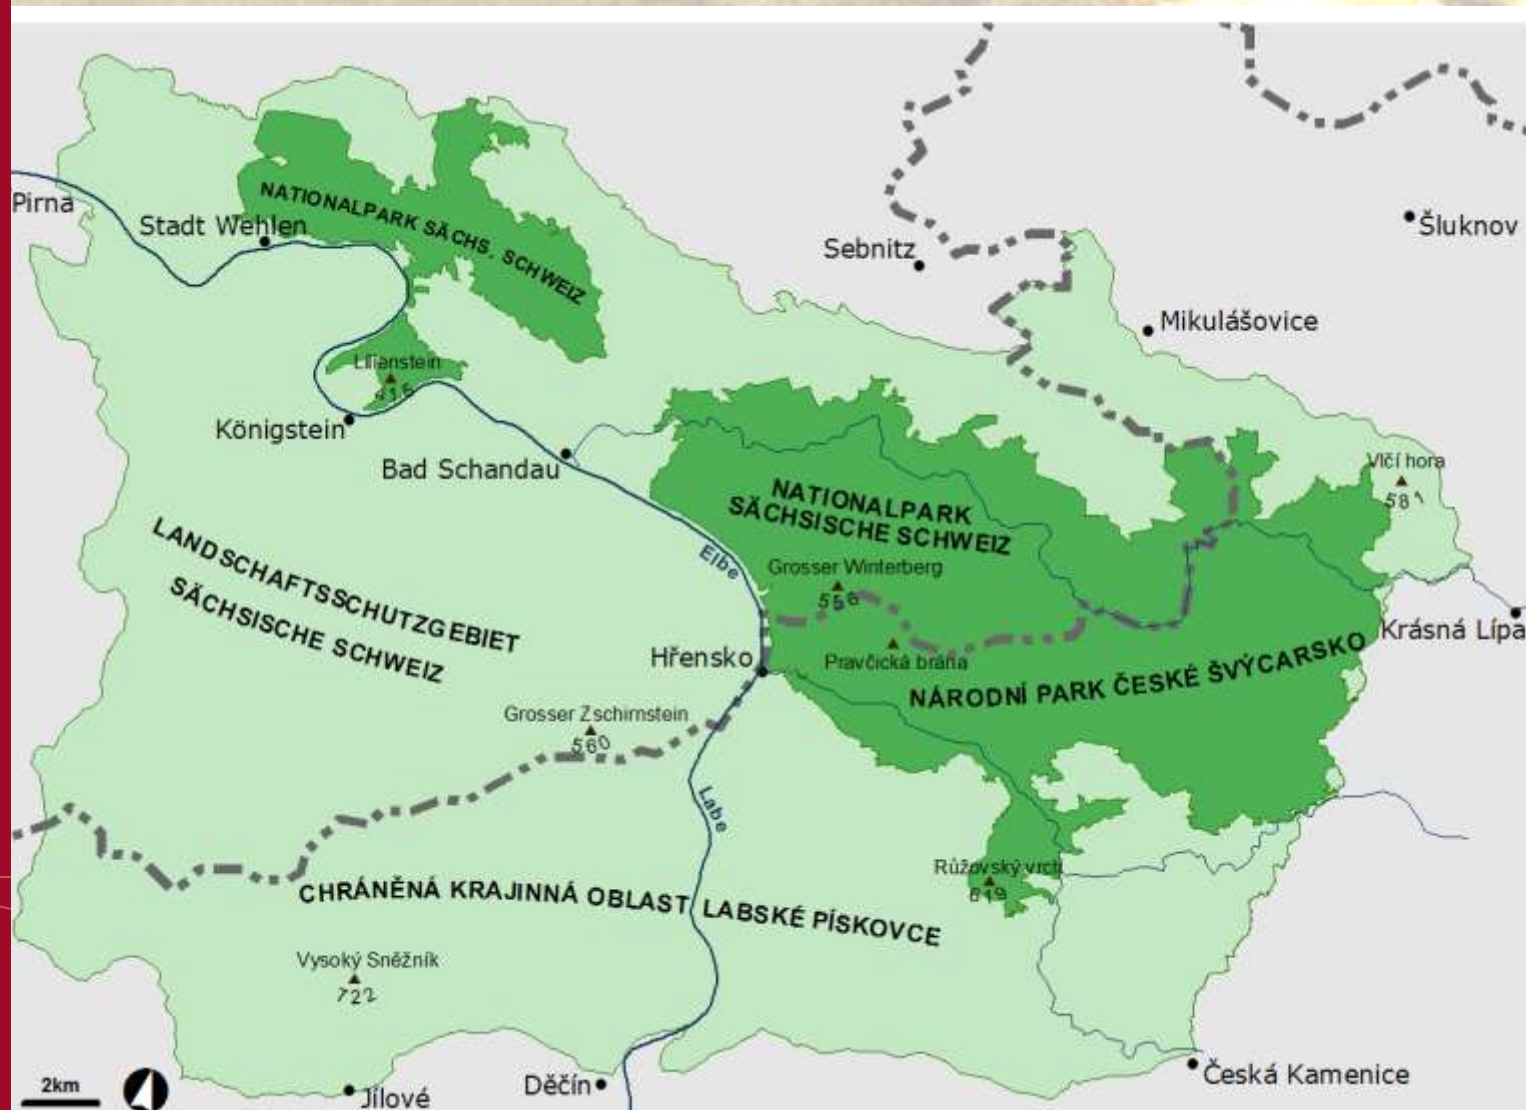 Pirna
Stadt Wehlen
NATIONALPARK SÄCHS. SCHWEIZ
Sebnitz
Šluknov
Mikulášovice
Lilienstein
415
Königstein
Bad Schandau
Vlčí hora
581
NATIONALPARK
SÄCHSISCHE SCHWEIZ
LANDSCHAFTSSCHUTZGEBIET
SÄCHSISCHE SCHWEIZ
Elbe
Grosser Winterberg
556
Krásná Lípa
Hřensko
Pravčická brána
NÁRODNÍ PARK ČESKÉ ŠVÝCARSKO
Grosser Zschirnstein
560
Labe
Růžovský vrch
619
CHRÁNĚNÁ KRAJINNÁ OBLAST LABSKÉ PÍSKOVCE
Vysoký Sněžník
722
2km
Jílové
Děčín
Česká Kamenice